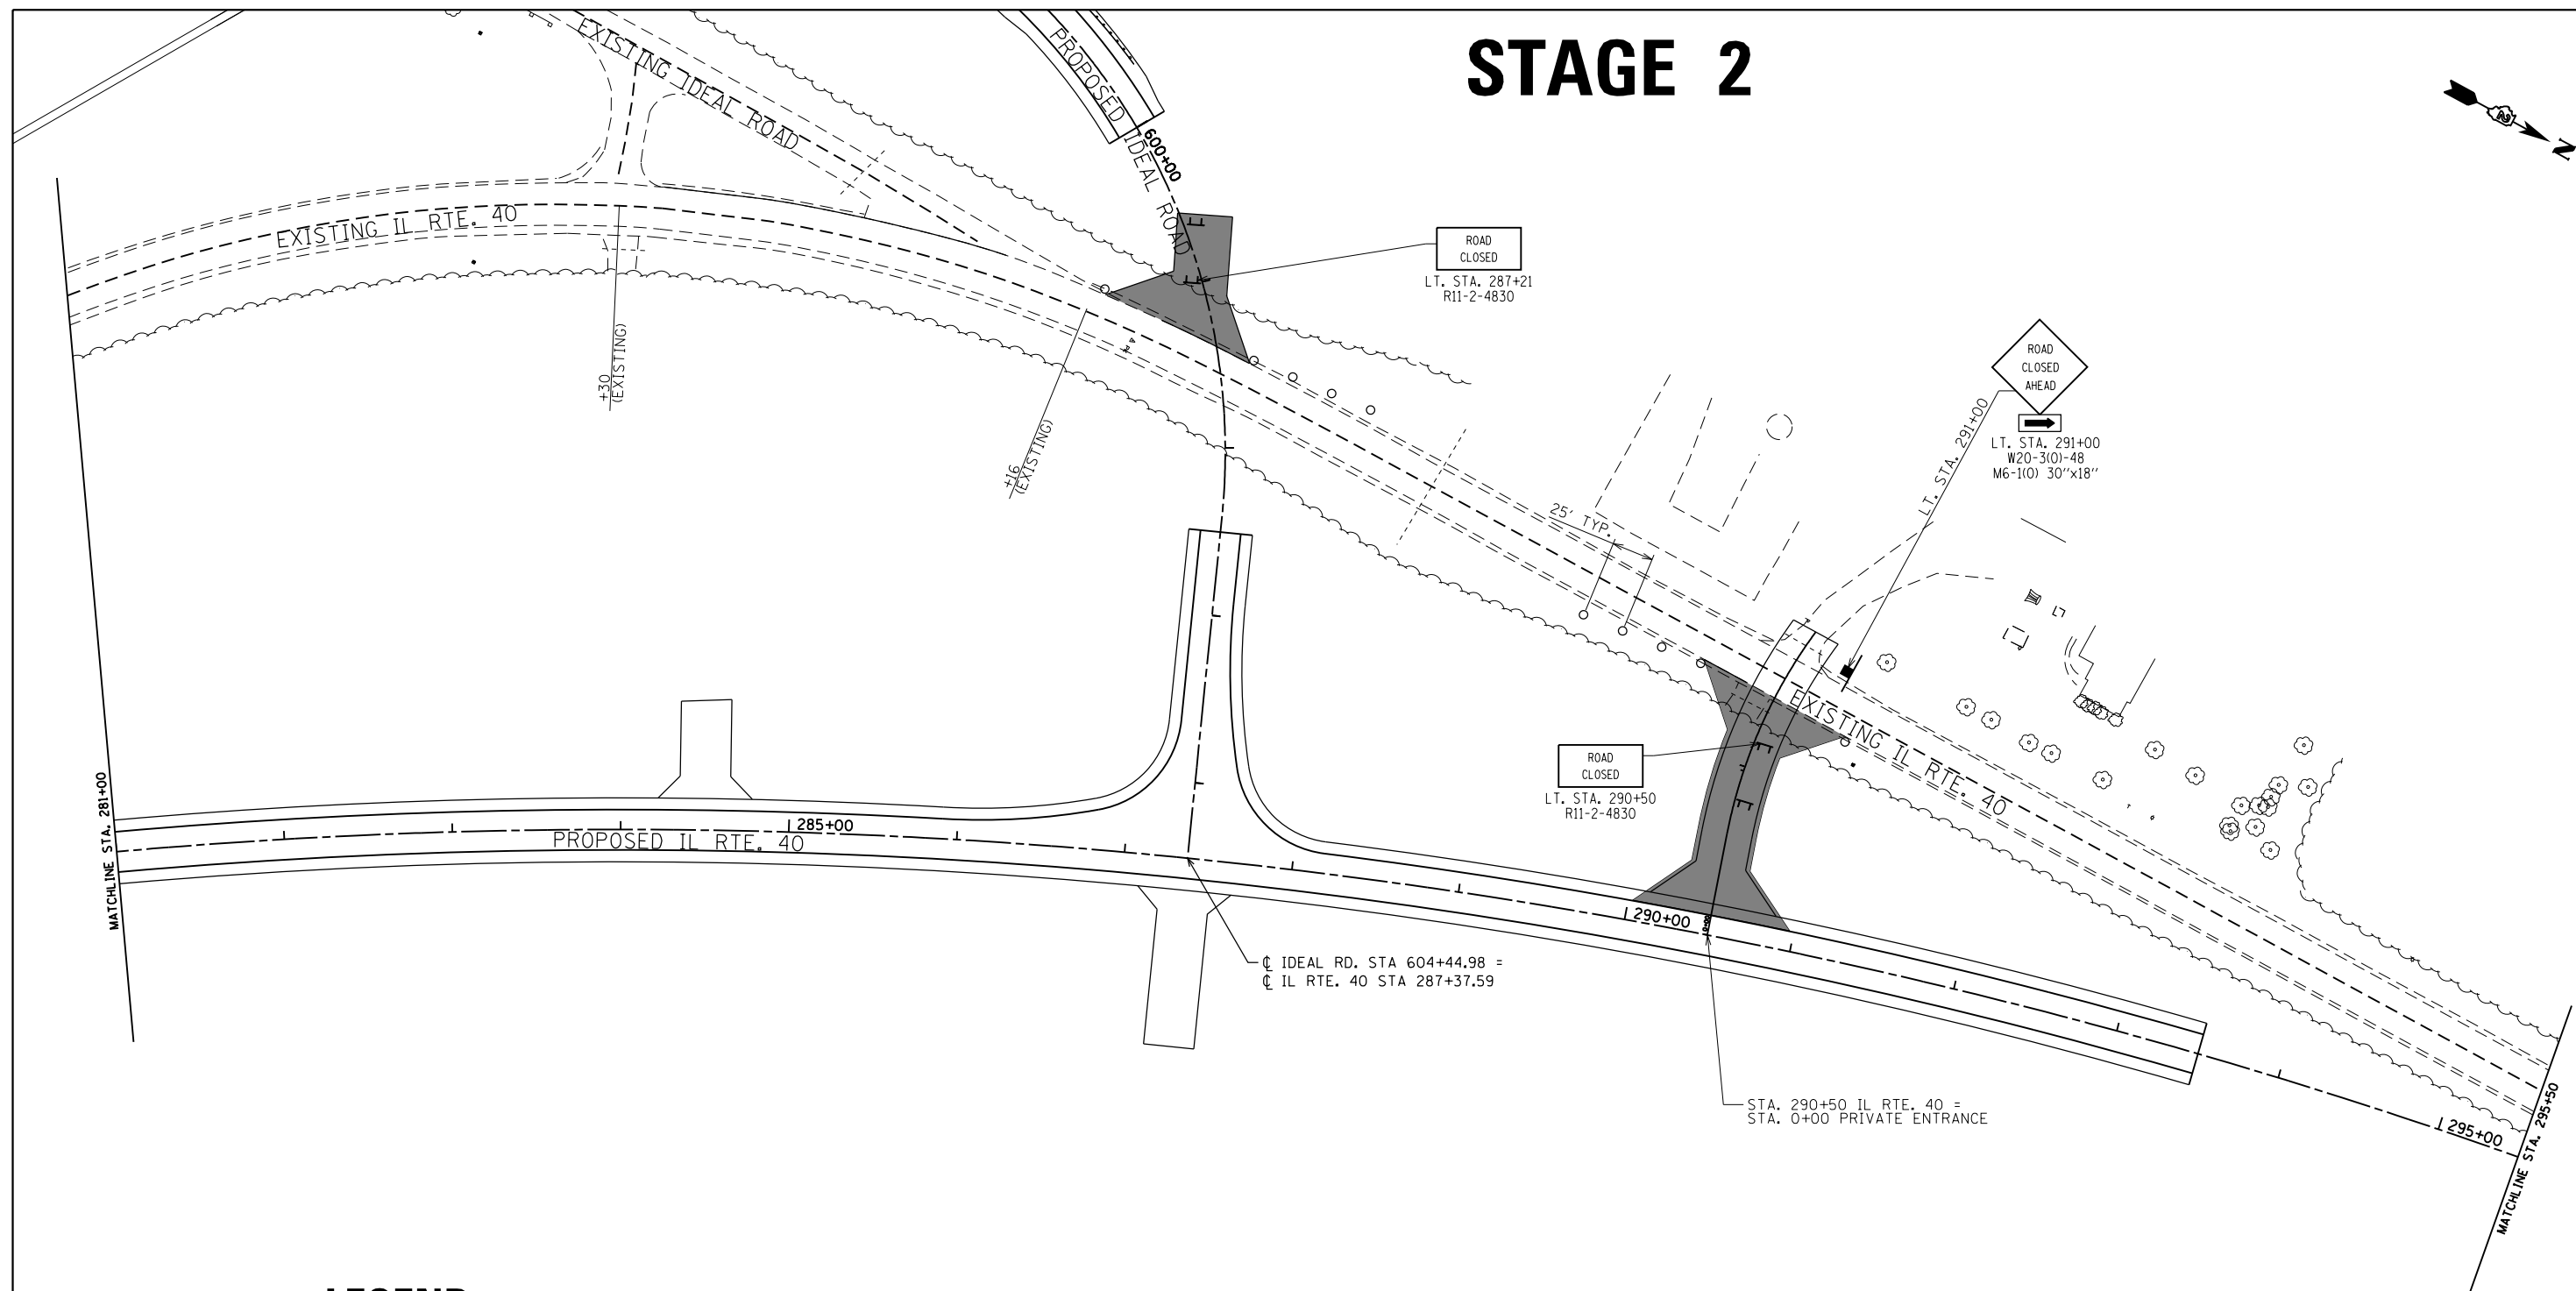 STAGE 2
N
EXISTING IDEAL ROAD
PROPOSED IDEAL ROAD
600+00
EXISTING IL RTE. 40
ROAD
CLOSED
LT. STA. 287+21
R11-2-4830
ROAD
CLOSED
AHEAD
LT. STA. 291+00
W20-3(O)-48
M6-1(O) 30"x18"
LT. STA. 291+00
+30
(EXISTING)
+16
(EXISTING)
25' TYP.
EXISTING IL RTE. 40
ROAD
CLOSED
LT. STA. 290+50
R11-2-4830
MATCHLINE STA. 281+00
285+00
PROPOSED IL RTE. 40
290+00
0+00
℄ IDEAL RD. STA 604+44.98 =
℄ IL RTE. 40 STA 287+37.59
STA. 290+50 IL RTE. 40 =
STA. 0+00 PRIVATE ENTRANCE
295+00
MATCHLINE STA. 295+50
LEGEND